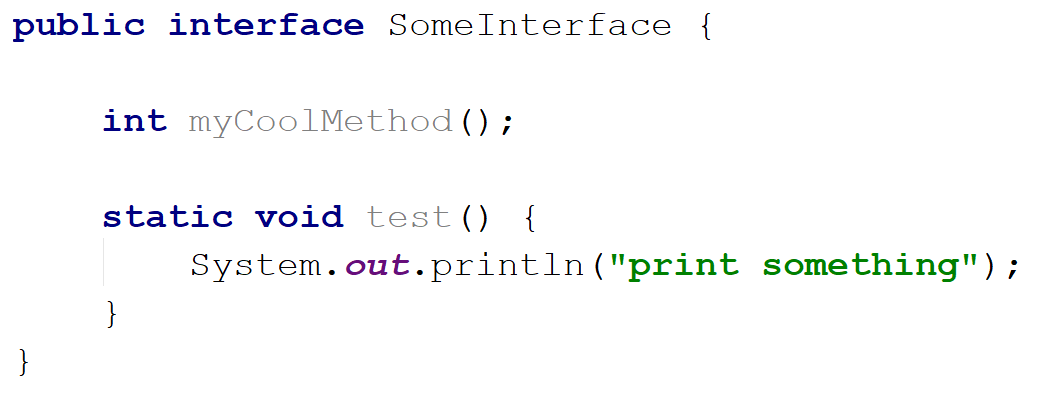 public interface SomeInterface {
int myCoolMethod();
static void test() {
System.out.println("print something");
}
}